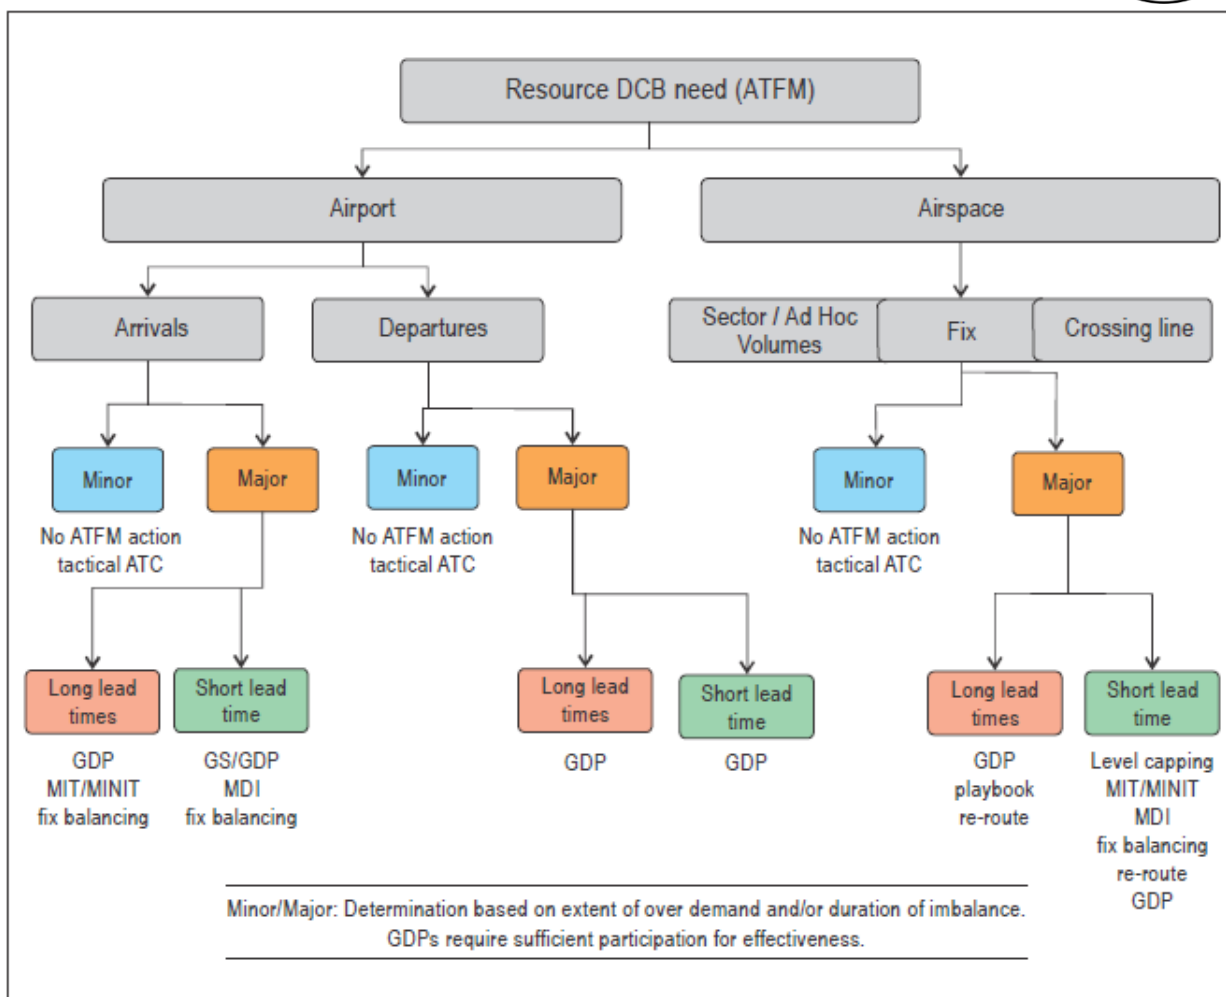 Resource DCB need (ATFM)
Airport
Airspace
Arrivals
Departures
Sector / Ad Hoc
Volumes
Fix
Crossing line
Minor
Major
Minor
Major
Minor
Major
No ATFM action
tactical ATC
No ATFM action
tactical ATC
No ATFM action
tactical ATC
Long lead
times
Short lead
time
Long lead
times
Short lead
time
Long lead
times
Short lead
time
GDP
MIT/MINIT
fix balancing
GS/GDP
MDI
fix balancing
GDP
GDP
GDP
playbook
re-route
Level capping
MIT/MINIT
MDI
fix balancing
re-route
GDP
Minor/Major: Determination based on extent of over demand and/or duration of imbalance.
GDPs require sufficient participation for effectiveness.